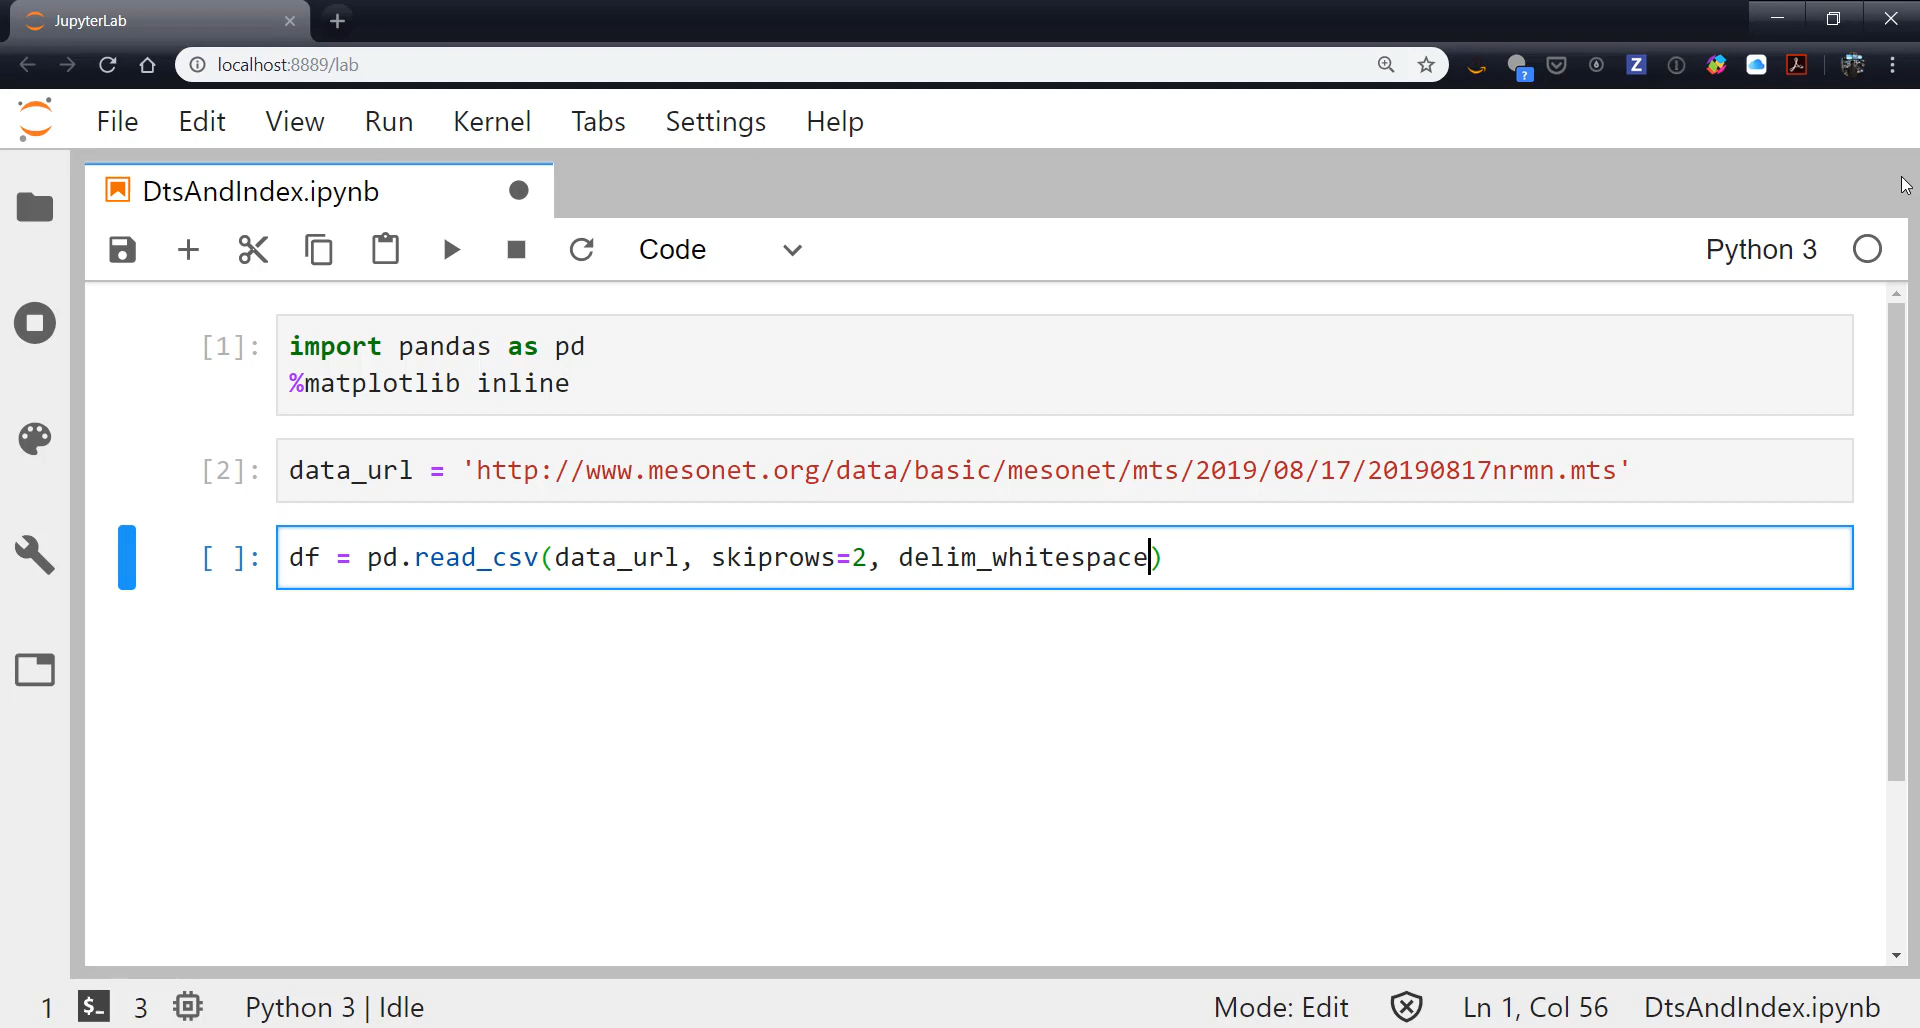 JupyterLab
localhost:8889/lab
?
Z
File Edit View Run Kernel Tabs Settings Help
DtsAndIndex.ipynb
Code
Python 3
[1]:
import pandas as pd
%matplotlib inline
[2]:
data_url = 'http://www.mesonet.org/data/basic/mesonet/mts/2019/08/17/20190817nrmn.mts'
[ ]:
df = pd.read_csv(data_url, skiprows=2, delim_whitespace)
1 $_ 3 Python 3 | Idle Mode: Edit Ln 1, Col 56 DtsAndIndex.ipynb